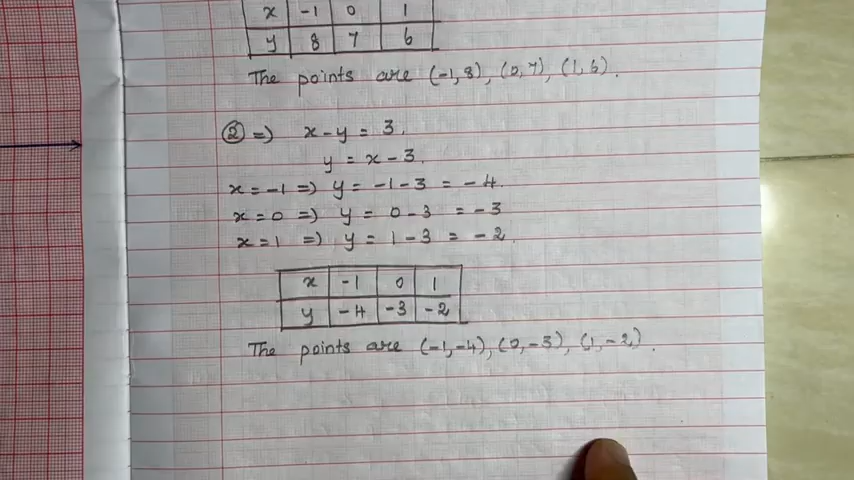 x -1 0 1
y 8 7 6
The points are (-1,8), (0,7), (1,6).
② => x-y = 3.
y = x-3.
x=-1 => y = -1-3 = -4.
x=0 => y = 0-3 = -3
x=1 => y = 1-3 = -2
x -1 0 1
y -4 -3 -2
The points are (-1,-4), (0,-3), (1,-2).